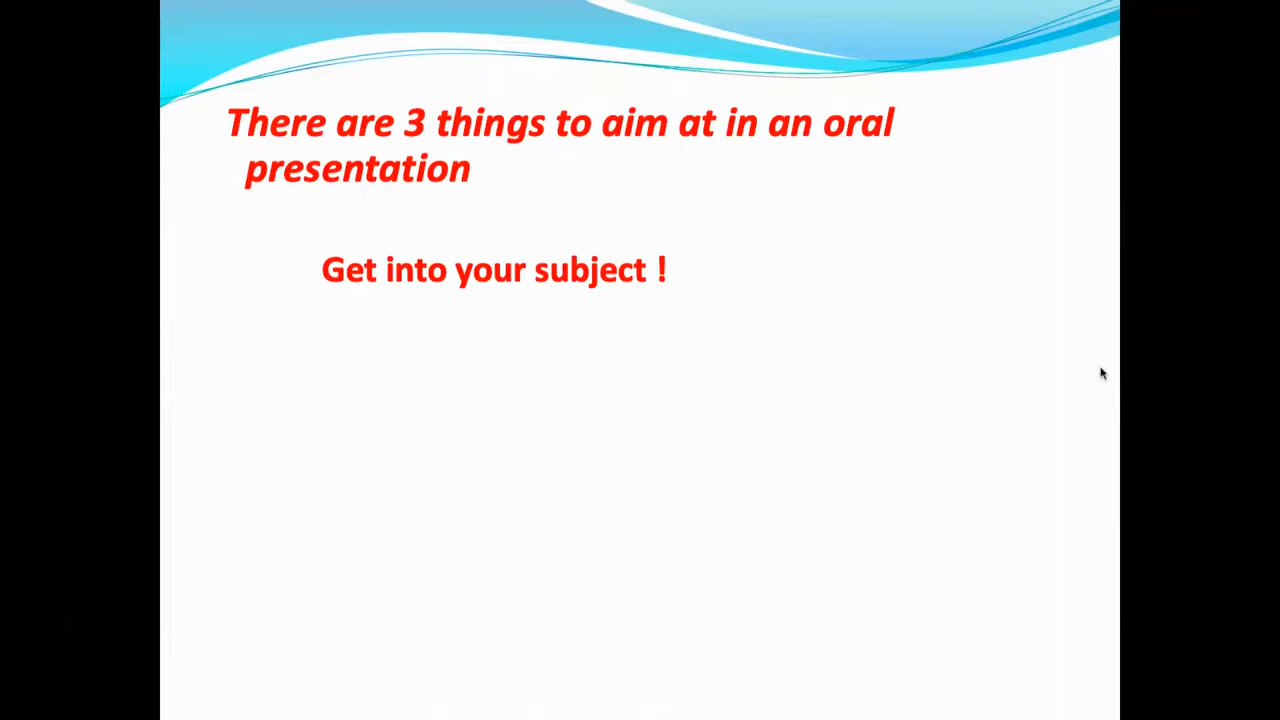 There are 3 things to aim at in an oral
presentation
Get into your subject !